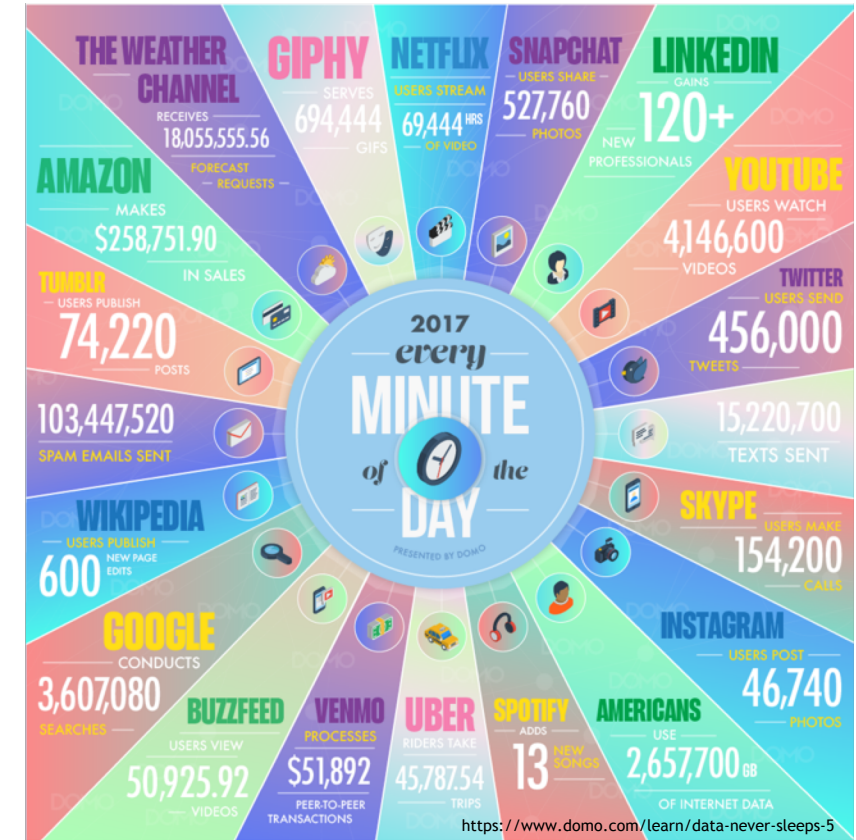 THE WEATHER
CHANNEL
RECEIVES
18,055,555.56
FORECAST
REQUESTS
GIPHY
SERVES
694,444
GIFS
NETFLIX
USERS STREAM
69,444 HRS
OF VIDEO
SNAPCHAT
USERS SHARE
527,760
PHOTOS
LINKEDIN
GAINS
120+
NEW
PROFESSIONALS
YOUTUBE
USERS WATCH
4,146,600
VIDEOS
TWITTER
USERS SEND
456,000
TWEETS
15,220,700
TEXTS SENT
SKYPE
USERS MAKE
154,200
CALLS
INSTAGRAM
USERS POST
46,740
PHOTOS
AMERICANS
USE
2,657,700 GB
OF INTERNET DATA
SPOTIFY
ADDS
13 NEW
SONGS
UBER
RIDERS TAKE
45,787.54
TRIPS
VENMO
PROCESSES
$51,892
PEER-TO-PEER
TRANSACTIONS
BUZZFEED
USERS VIEW
50,925.92
VIDEOS
GOOGLE
CONDUCTS
3,607,080
SEARCHES
WIKIPEDIA
USERS PUBLISH
600 NEW PAGE
EDITS
103,447,520
SPAM EMAILS SENT
TUMBLR
USERS PUBLISH
74,220
POSTS
AMAZON
MAKES
$258,751.90
IN SALES
2017
every
MINUTE
of the
DAY
PRESENTED BY DOMO
DOMO
https://www.domo.com/learn/data-never-sleeps-5